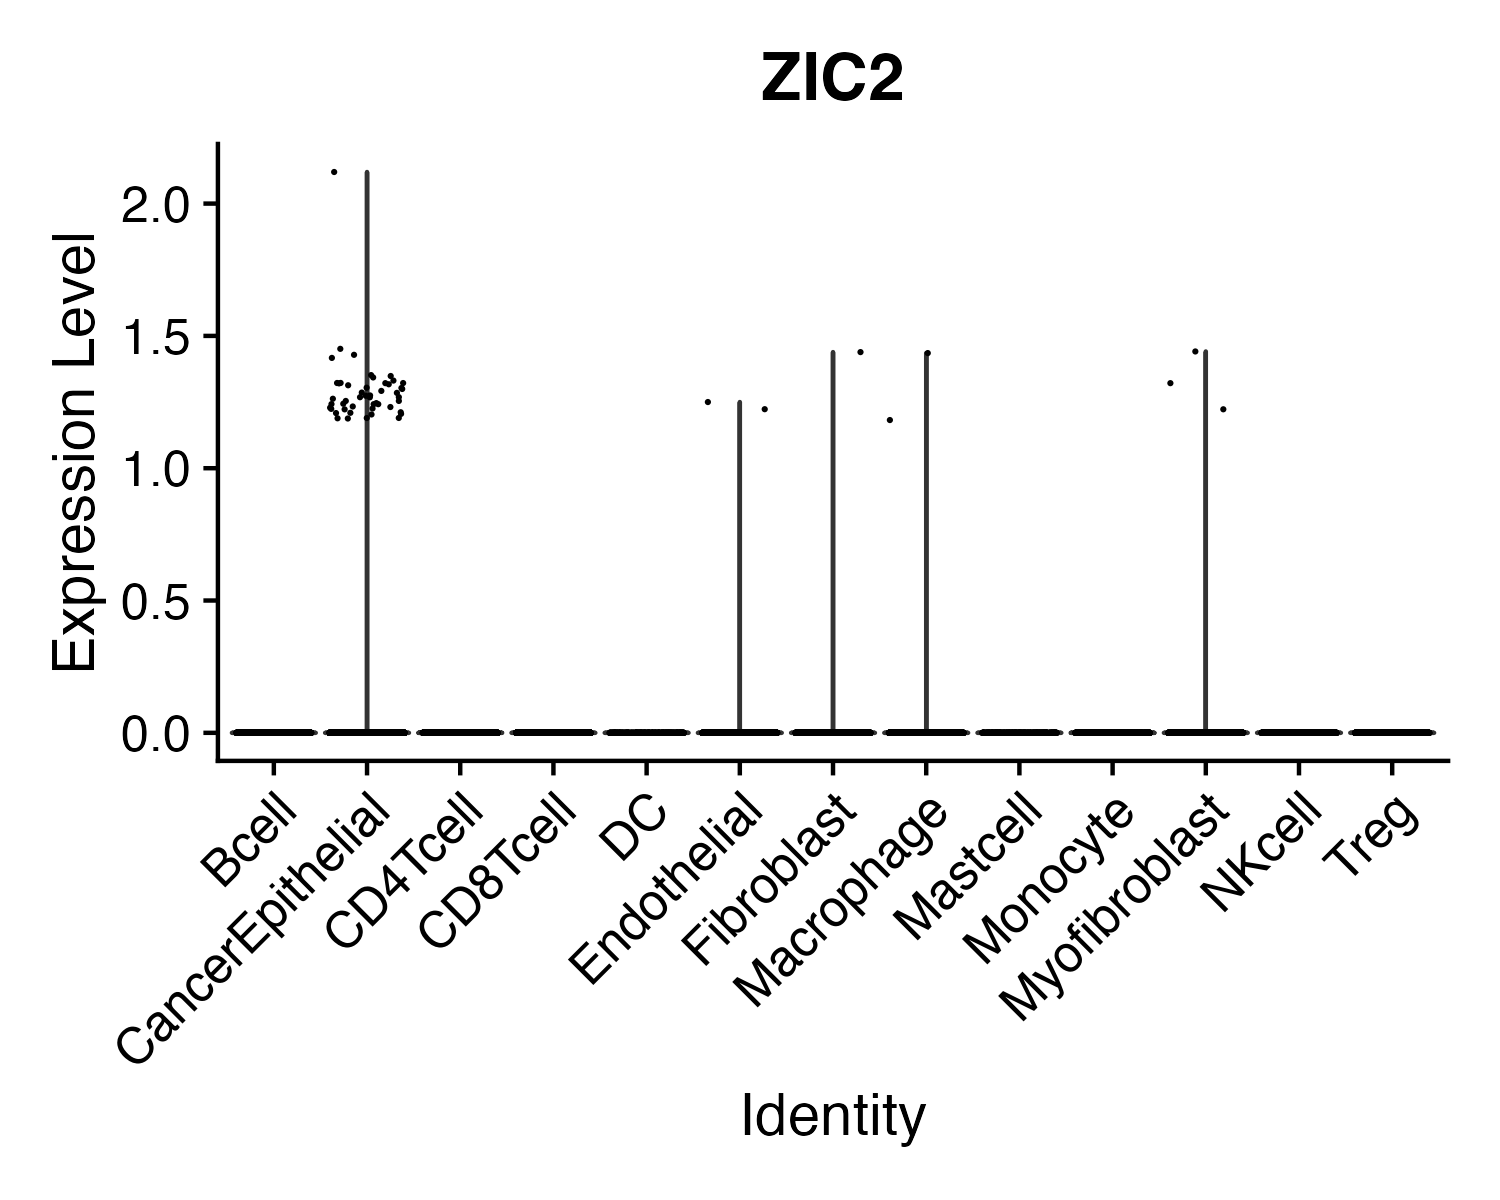 ZIC2
Expression Level
2.0
1.5
1.0
0.5
0.0
Bcell
CancerEpithelial
CD4Tcell
CD8Tcell
DC
Endothelial
Fibroblast
Macrophage
Mastcell
Monocyte
Myofibroblast
NKcell
Treg
Identity